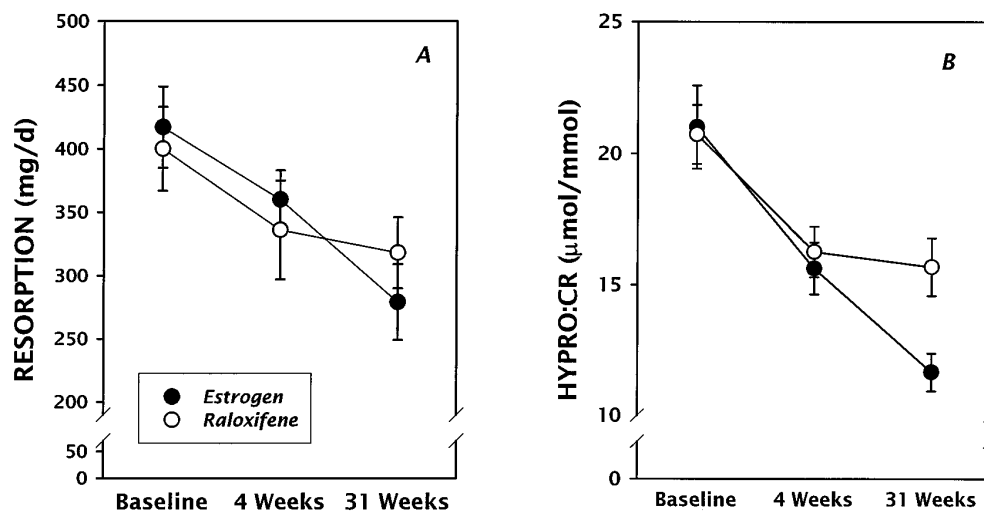 A
RESORPTION (mg/d)
500
450
400
350
300
250
200
50
0
Estrogen
Raloxifene
Baseline 4 Weeks 31 Weeks
B
HYPRO:CR (μmol/mmol)
25
20
15
10
0
Baseline 4 Weeks 31 Weeks